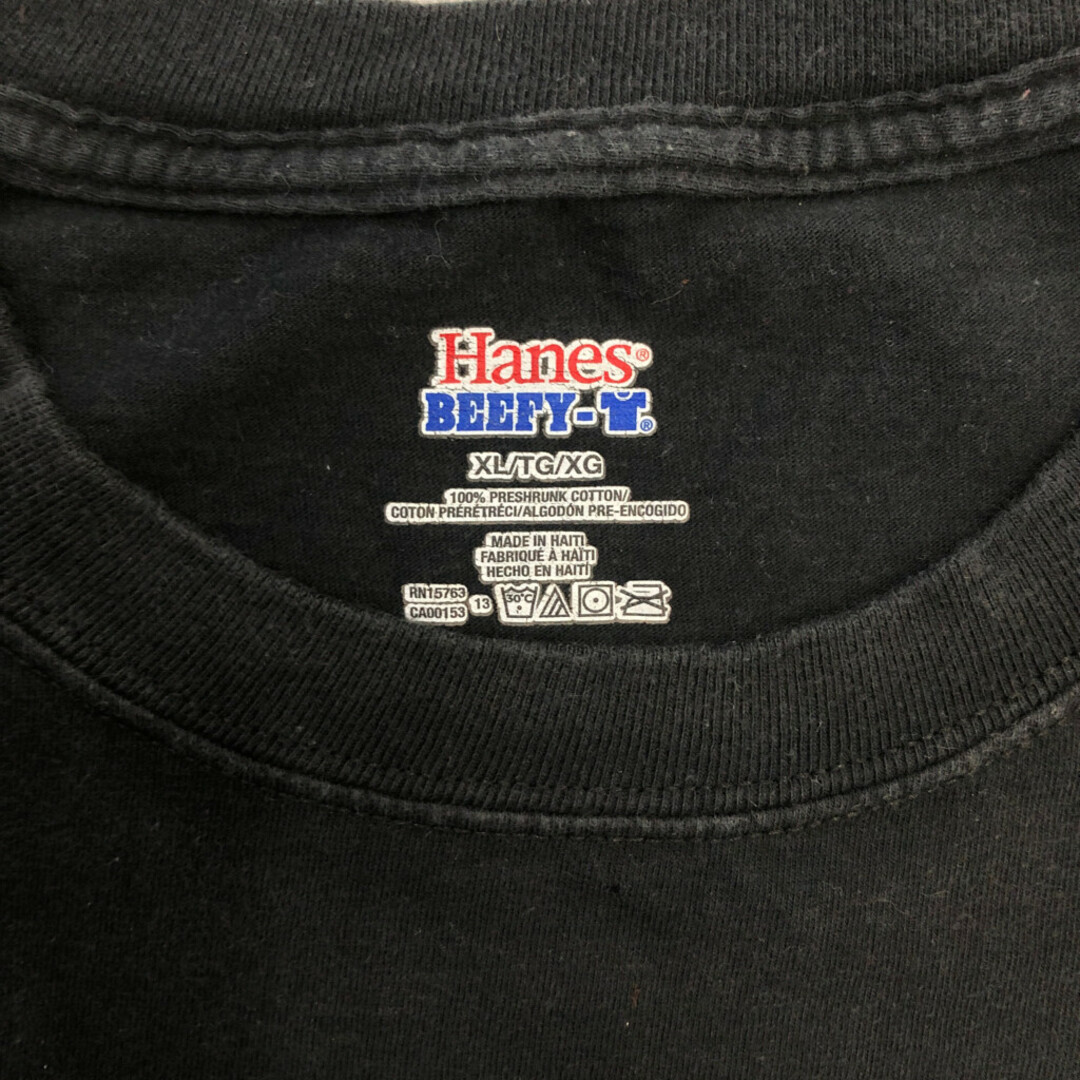 Hanes®
BEEFY-T®
XL/TG/XG
100% PRESHRUNK COTTON/
COTON PRÉRÉTRÉCI/ALGODÓN PRE-ENCOGIDO
MADE IN HAITI
FABRIQUÉ À HAÏTI
HECHO EN HAITÍ
RN15763
CA00153
13
30°C